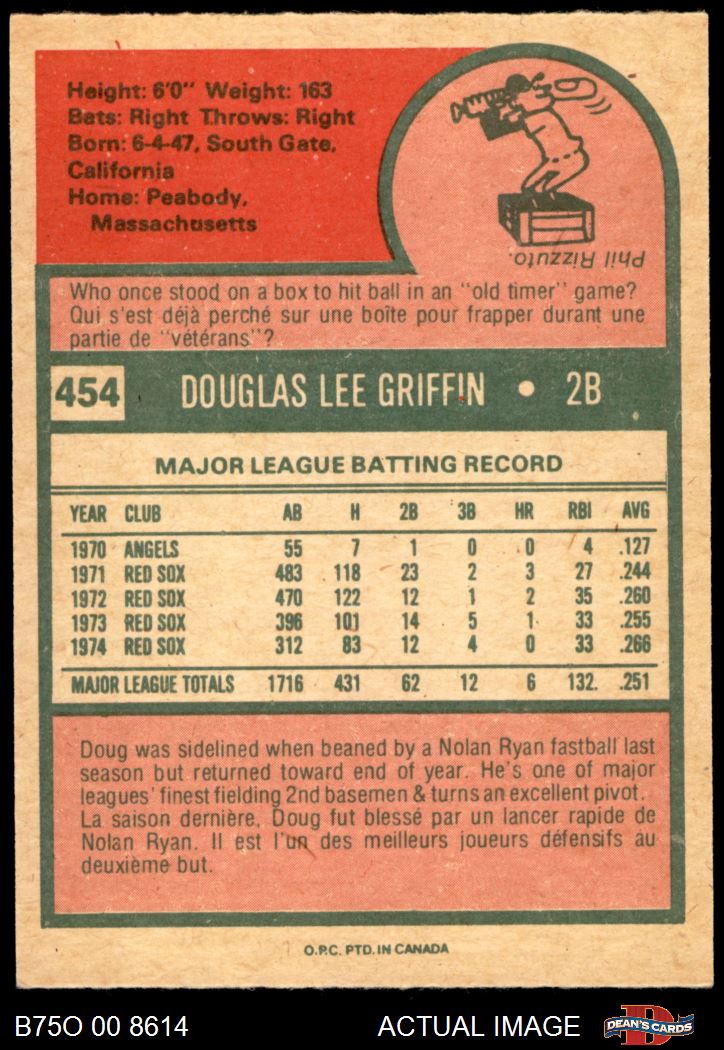 Height: 6'0" Weight: 163
Bats: Right Throws: Right
Born: 6-4-47, South Gate,
California
Home: Peabody,
Massachusetts
Phil Rizzuto.
Who once stood on a box to hit ball in an "old timer" game?
Qui s'est déjà perché sur une boîte pour frapper durant une
partie de "vétérans"?
454 DOUGLAS LEE GRIFFIN • 2B
MAJOR LEAGUE BATTING RECORD
YEAR CLUB AB H 2B 3B HR RBI AVG
1970 ANGELS 55 7 1 0 0 4 .127
1971 RED SOX 483 118 23 2 3 27 .244
1972 RED SOX 470 122 12 1 2 35 .260
1973 RED SOX 396 101 14 5 1 33 .255
1974 RED SOX 312 83 12 4 0 33 .266
MAJOR LEAGUE TOTALS 1716 431 62 12 6 132. .251
Doug was sidelined when beaned by a Nolan Ryan fastball last
season but returned toward end of year. He's one of major
leagues' finest fielding 2nd basemen & turns an excellent pivot.
La saison dernière, Doug fut blessé par un lancer rapide de
Nolan Ryan. Il est l'un des meilleurs joueurs défensifs au
deuxième but.
O.P.C. PTD. IN CANADA
B75O 00 8614 ACTUAL IMAGE DEAN'S CARDS